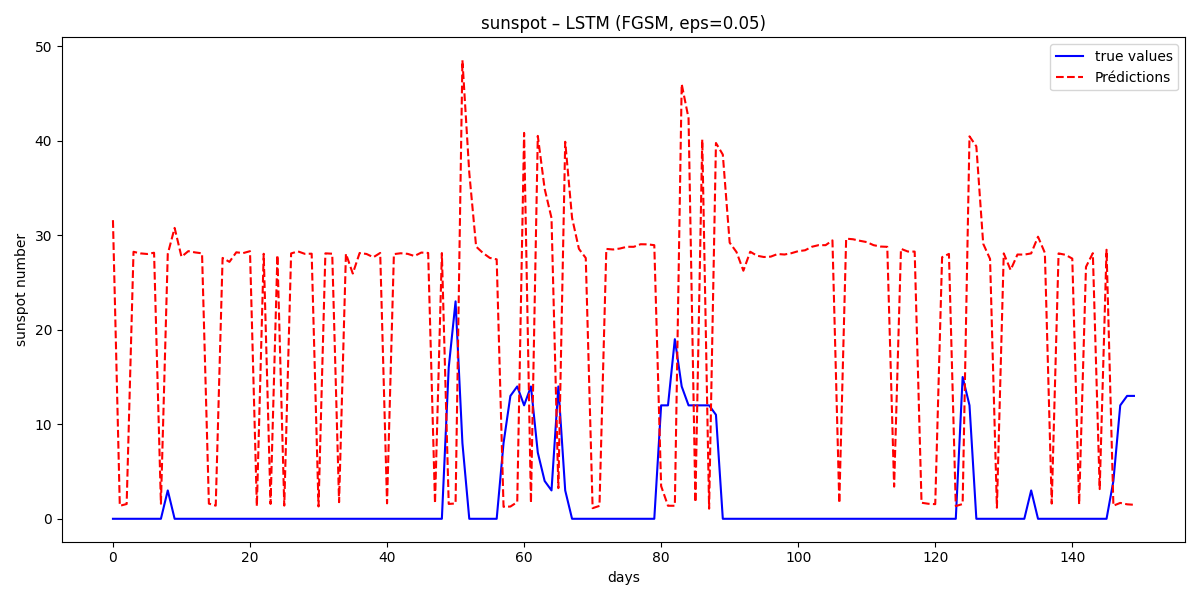 sunspot – LSTM (FGSM, eps=0.05)
50
40
30
20
10
0
sunspot number
true values
Prédictions
0 20 40 60 80 100 120 140
days